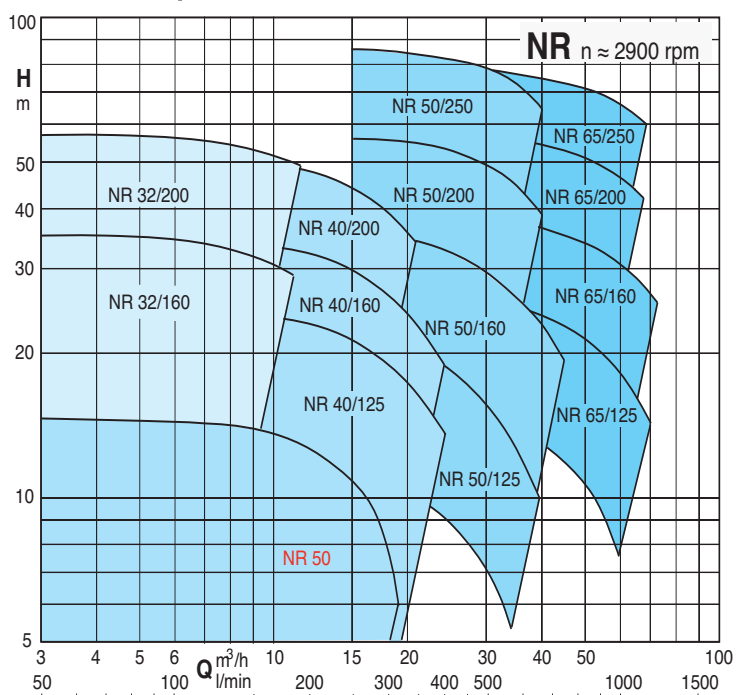 100
NR n ≈ 2900 rpm
H
m
NR 50/250
NR 65/250
50
NR 32/200
NR 50/200
NR 65/200
40
NR 40/200
30
NR 32/160
NR 40/160
NR 65/160
NR 50/160
20
NR 40/125
NR 65/125
NR 50/125
10
NR 50
5
3 4 5 6 10 15 20 30 40 50 100
Q m³/h
l/min
50 100 200 300 400 500 1000 1500